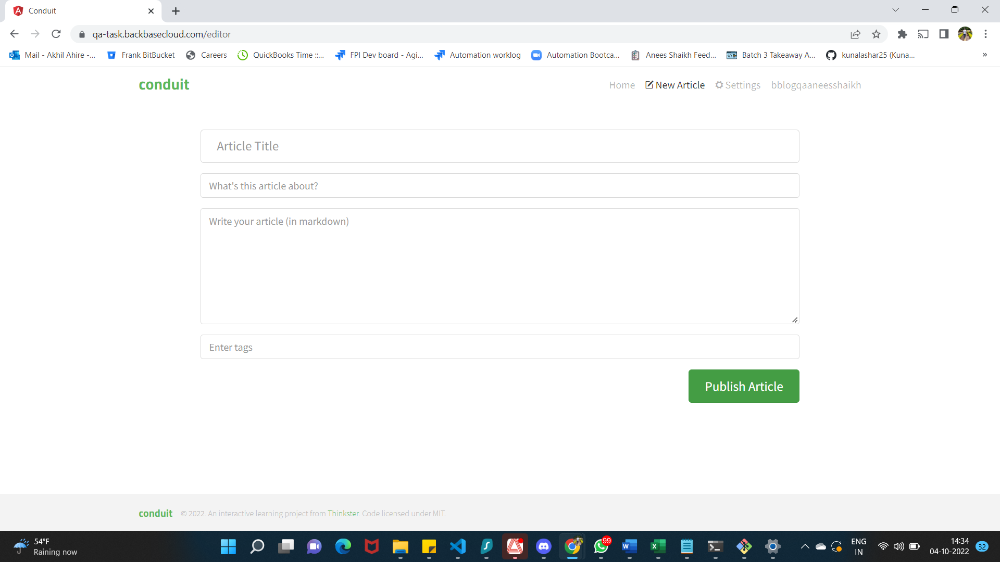 Conduit
qa-task.backbasecloud.com/editor
Mail - Akhil Ahire -...
Frank BitBucket
Careers
QuickBooks Time ::...
FPI Dev board - Agi...
Automation worklog
Automation Bootca...
Anees Shaikh Feed...
Batch 3 Takeaway A...
kunalashar25 (Kuna...
»
conduit
Home
New Article
Settings
bblogqaaneesshaikh
Article Title
What's this article about?
Write your article (in markdown)
Enter tags
Publish Article
conduit © 2022. An interactive learning project from Thinkster. Code licensed under MIT.
54°F
Raining now
99
ENG
IN
14:34
04-10-2022
32